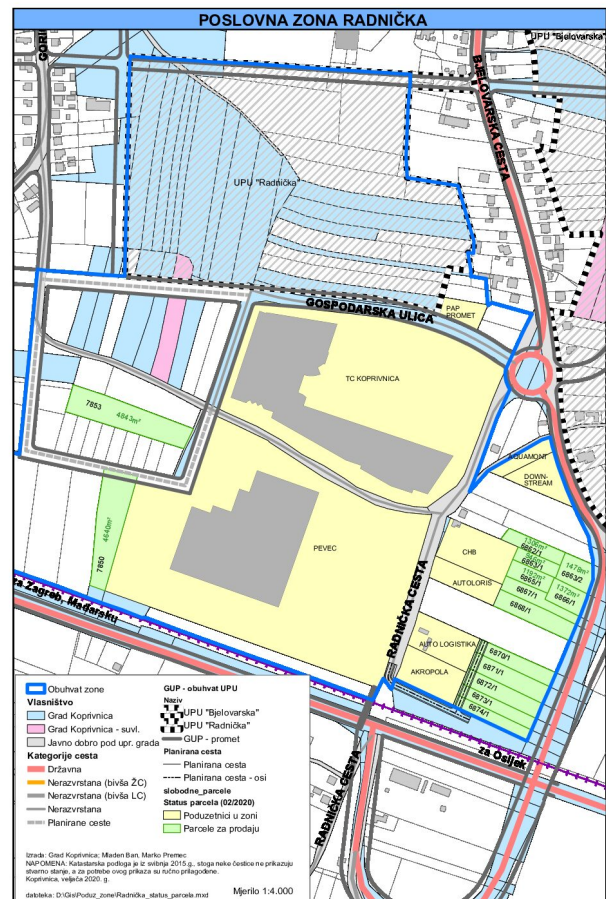 POSLOVNA ZONA RADNIČKA
UPU "Bjelovarska"
BJELOVARSKA CESTA
UPU "Radnička"
GOSPODARSKA ULICA
PAP
PROMET
TC KOPRIVNICA
7853
4843m²
AQUAMONT
DOWN-
STREAM
4640m²
7850
PEVEC
CHB
AUTOLORIS
1306m²
6862/1
6863/1
1478m²
6863/2
6865/1
1372m²
6866/1
6867/1
6868/1
RADNIČKA CESTA
AUTO LOGISTIKA
AKROPOLA
6870/1
6871/1
6872/1
6873/1
6874/1
za Zagreb, Mađarsku
za Osijek
RADNIČKA CESTA
Obuhvat zone
Vlasništvo
Grad Koprivnica
Grad Koprivnica - suvl.
Javno dobro pod upr. grada
Kategorije cesta
Državna
Nerazvrstana (bivša ŽC)
Nerazvrstana (bivša LC)
Nerazvrstana
Planirane ceste
GUP - obuhvat UPU
Naziv
UPU "Bjelovarska"
UPU "Radnička"
GUP - promet
Planirana cesta
Planirana cesta
Planirana cesta - osi
slobodne_parcele
Status parcela (02/2020)
Poduzetnici u zoni
Parcele za prodaju
Izrada: Grad Koprivnica; Mladen Ban, Marko Premec
NAPOMENA: Katastarska podloga je iz svibnja 2015.g., stoga neke čestice ne prikazuju
stvarno stanje, a za potrebe ovog prikaza su ručno prilagođene.
Koprivnica, veljača 2020. g.
datoteka: D:\Gis\Poduz_zone\Radnička_status_parcela.mxd
Mjerilo 1:4.000